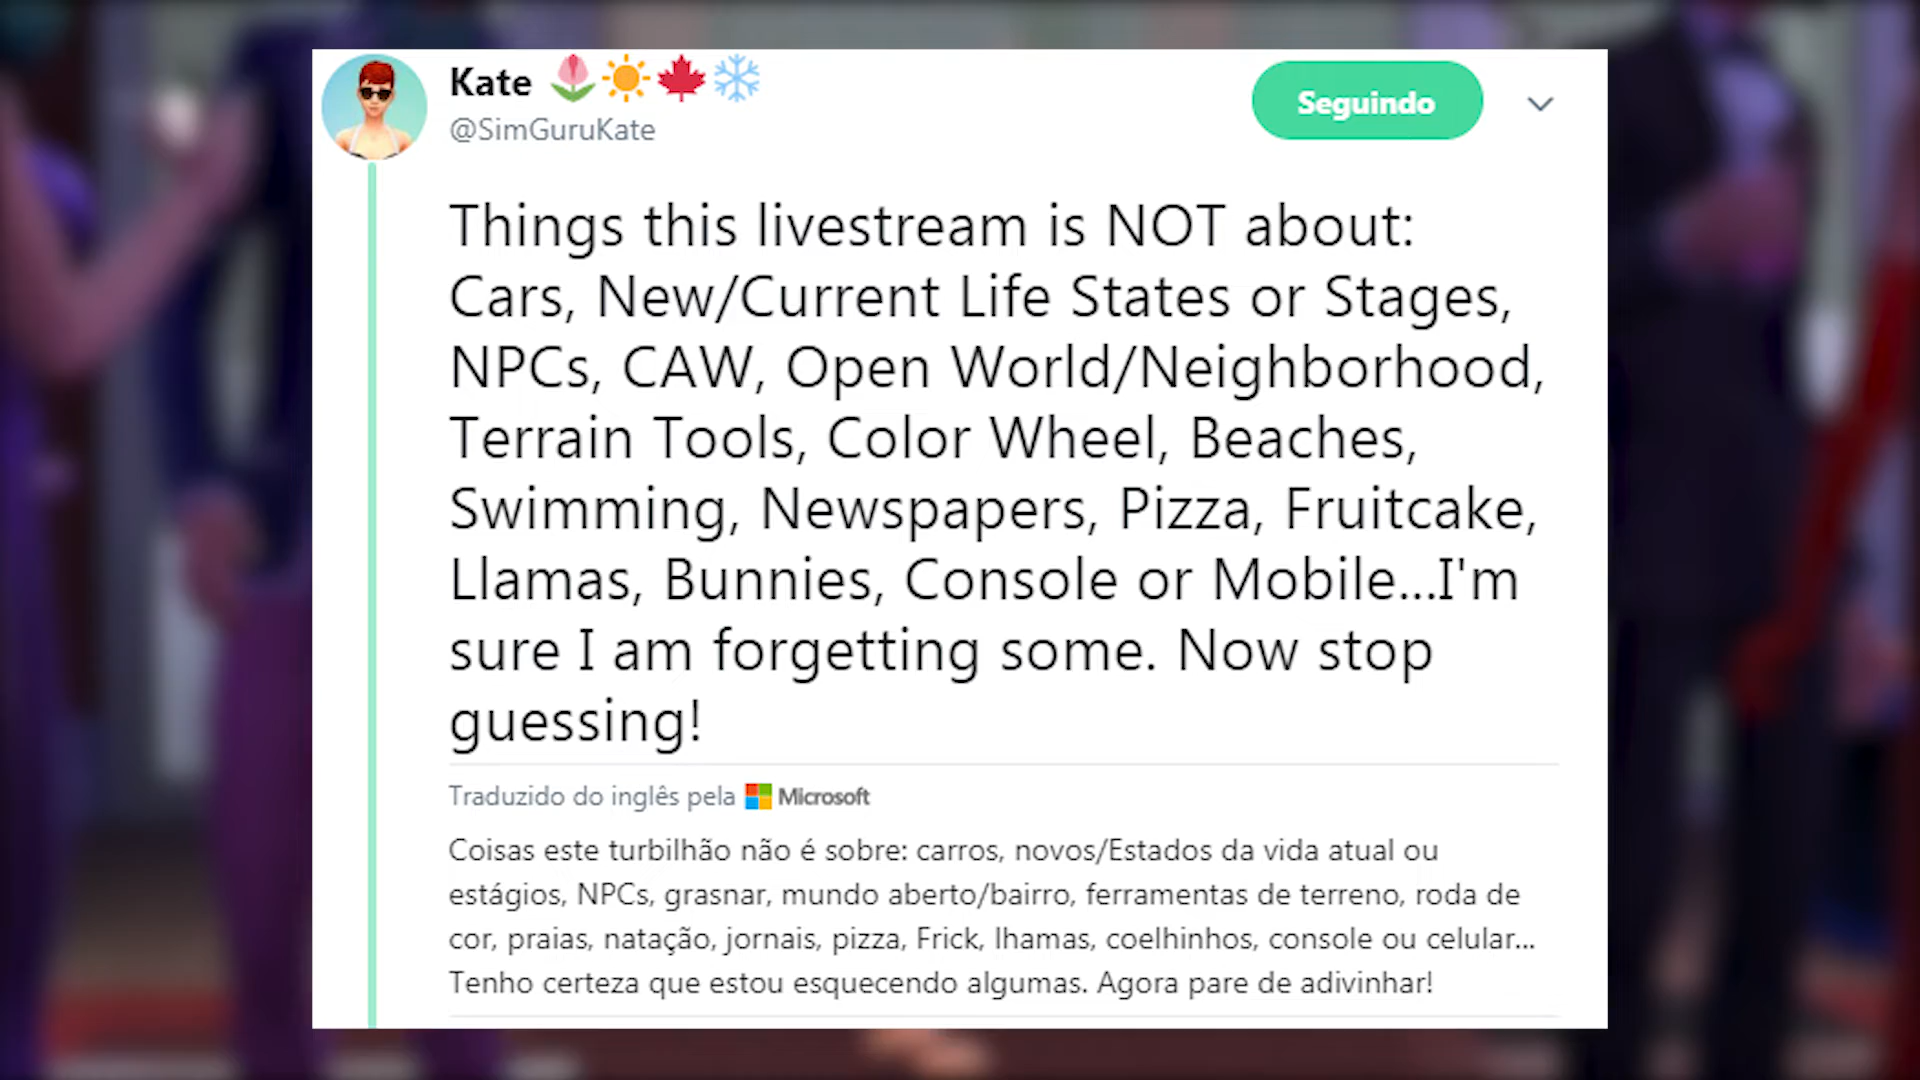 Kate 🌷☀️🍁❄️
@SimGuruKate
Seguindo
Things this livestream is NOT about:
Cars, New/Current Life States or Stages,
NPCs, CAW, Open World/Neighborhood,
Terrain Tools, Color Wheel, Beaches,
Swimming, Newspapers, Pizza, Fruitcake,
Llamas, Bunnies, Console or Mobile...I'm
sure I am forgetting some. Now stop
guessing!
Traduzido do inglês pela Microsoft
Coisas este turbilhão não é sobre: carros, novos/Estados da vida atual ou
estágios, NPCs, grasnar, mundo aberto/bairro, ferramentas de terreno, roda de
cor, praias, natação, jornais, pizza, Frick, lhamas, coelhinhos, console ou celular...
Tenho certeza que estou esquecendo algumas. Agora pare de adivinhar!